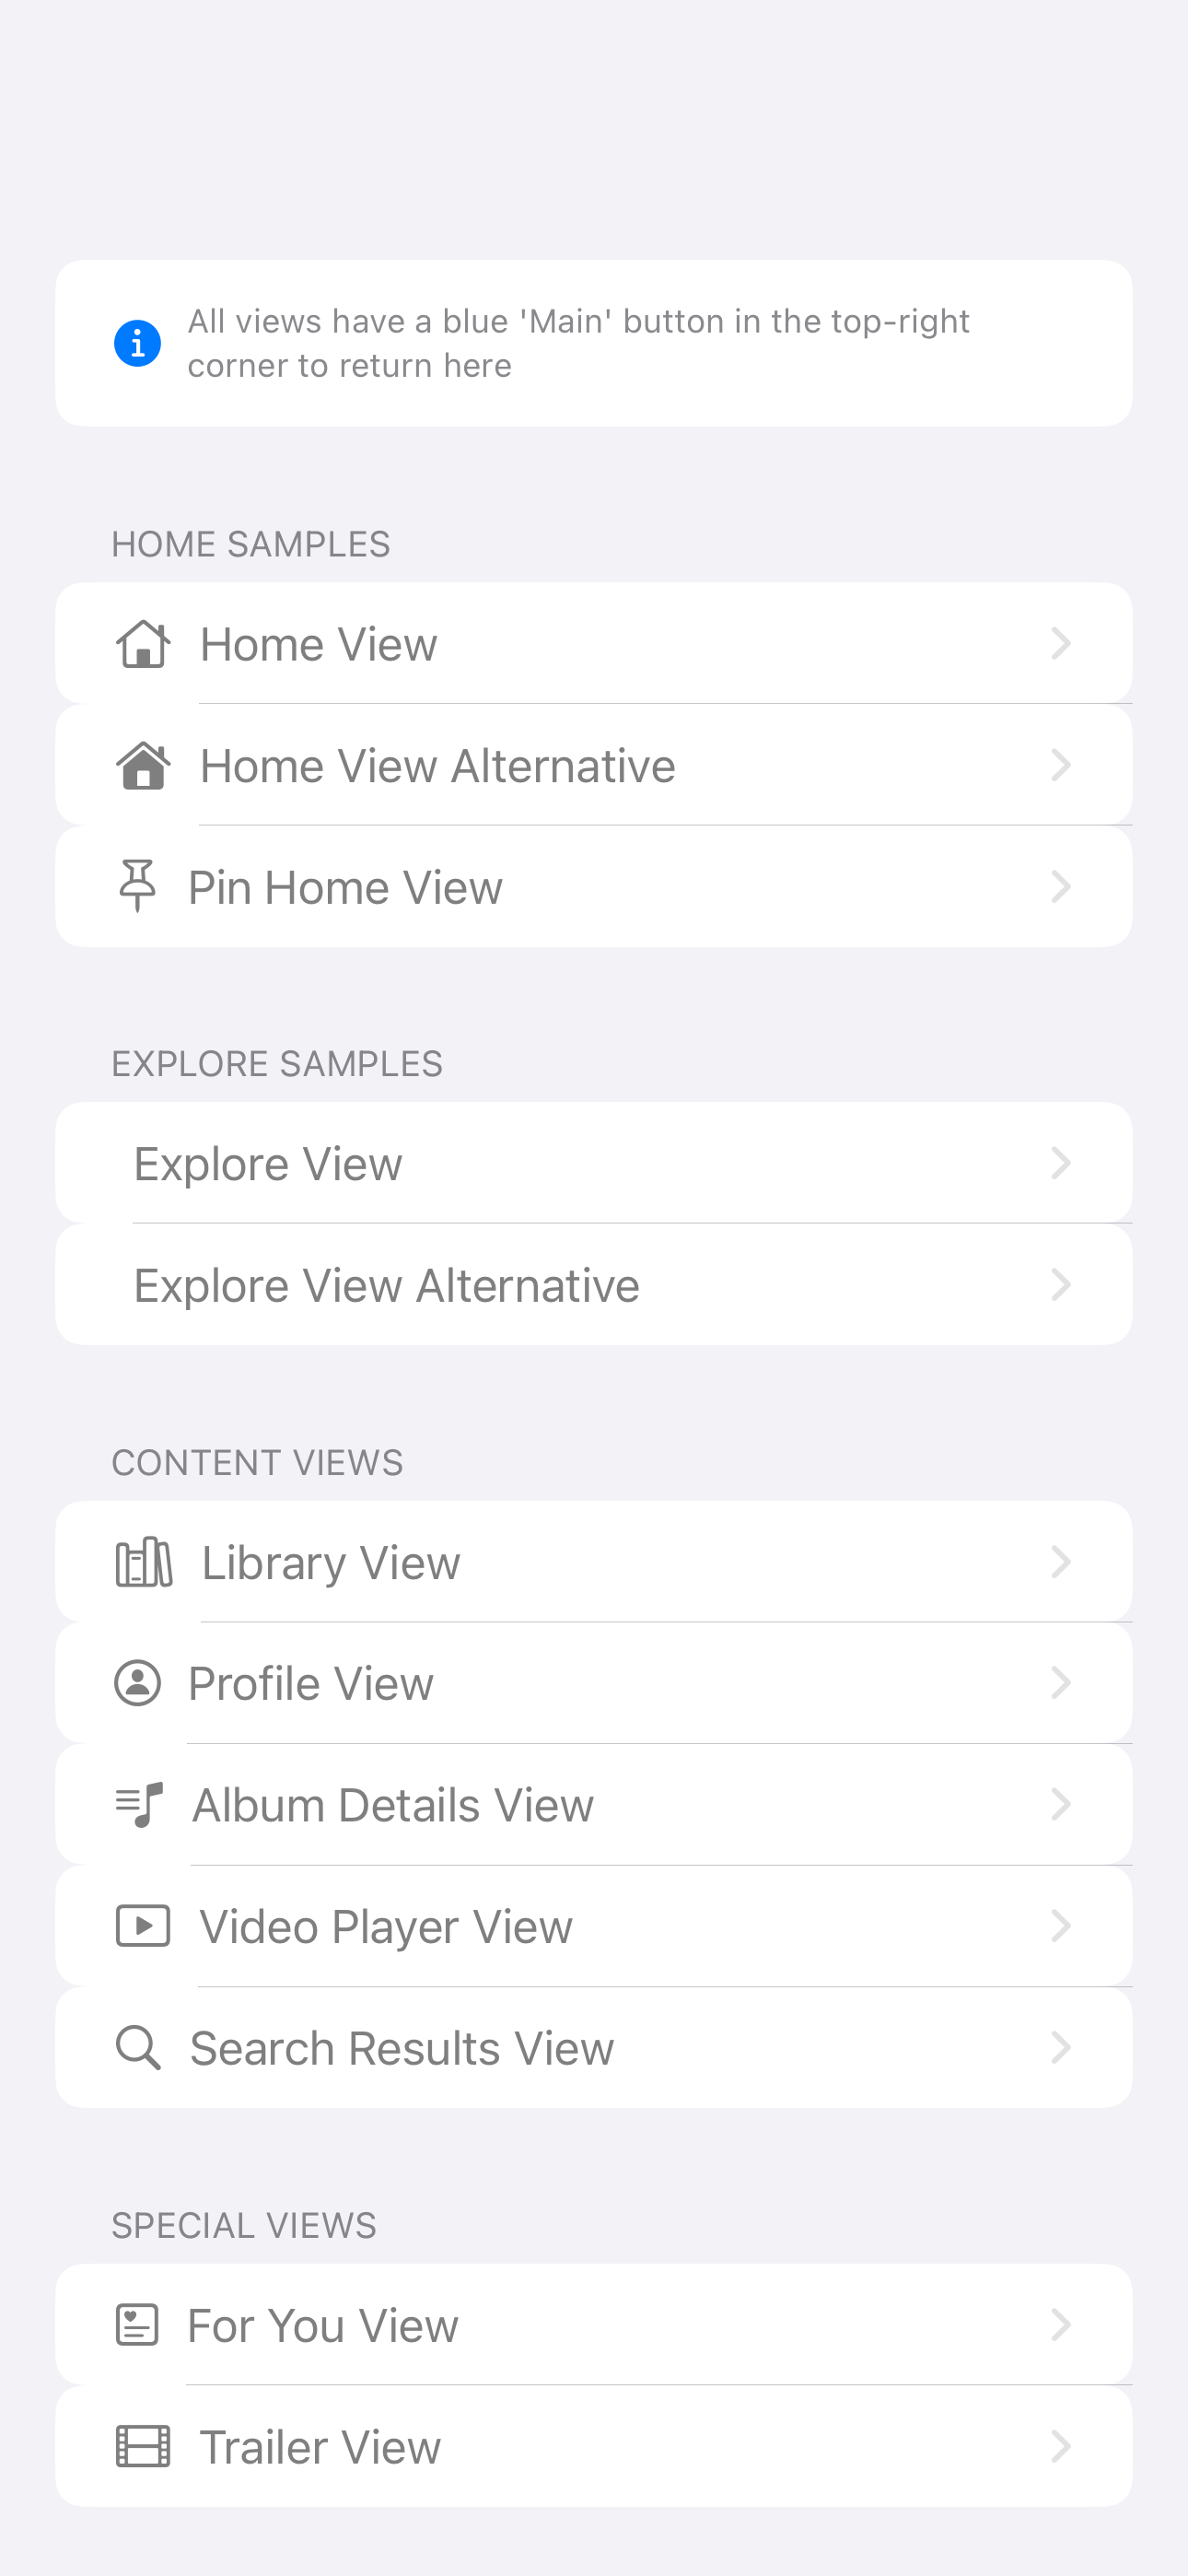 All views have a blue 'Main' button in the top-right
corner to return here
HOME SAMPLES
Home View
Home View Alternative
Pin Home View
EXPLORE SAMPLES
Explore View
Explore View Alternative
CONTENT VIEWS
Library View
Profile View
Album Details View
Video Player View
Search Results View
SPECIAL VIEWS
For You View
Trailer View